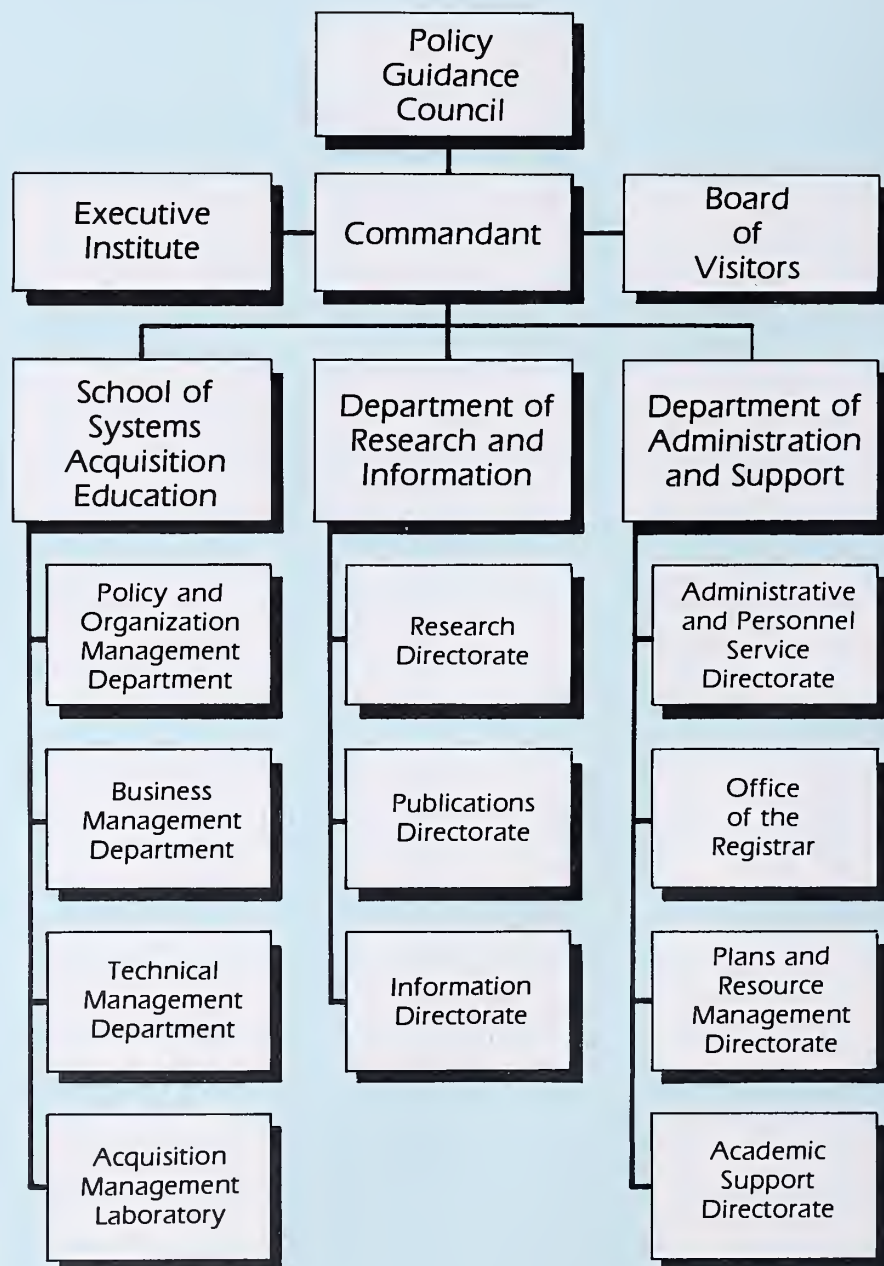 Policy
Guidance
Council
Executive
Institute
Commandant
Board
of
Visitors
School of
Systems
Acquisition
Education
Department of
Research and
Information
Department of
Administration
and Support
Policy and
Organization
Management
Department
Research
Directorate
Administrative
and Personnel
Service
Directorate
Business
Management
Department
Publications
Directorate
Office
of the
Registrar
Technical
Management
Department
Information
Directorate
Plans and
Resource
Management
Directorate
Acquisition
Management
Laboratory
Academic
Support
Directorate